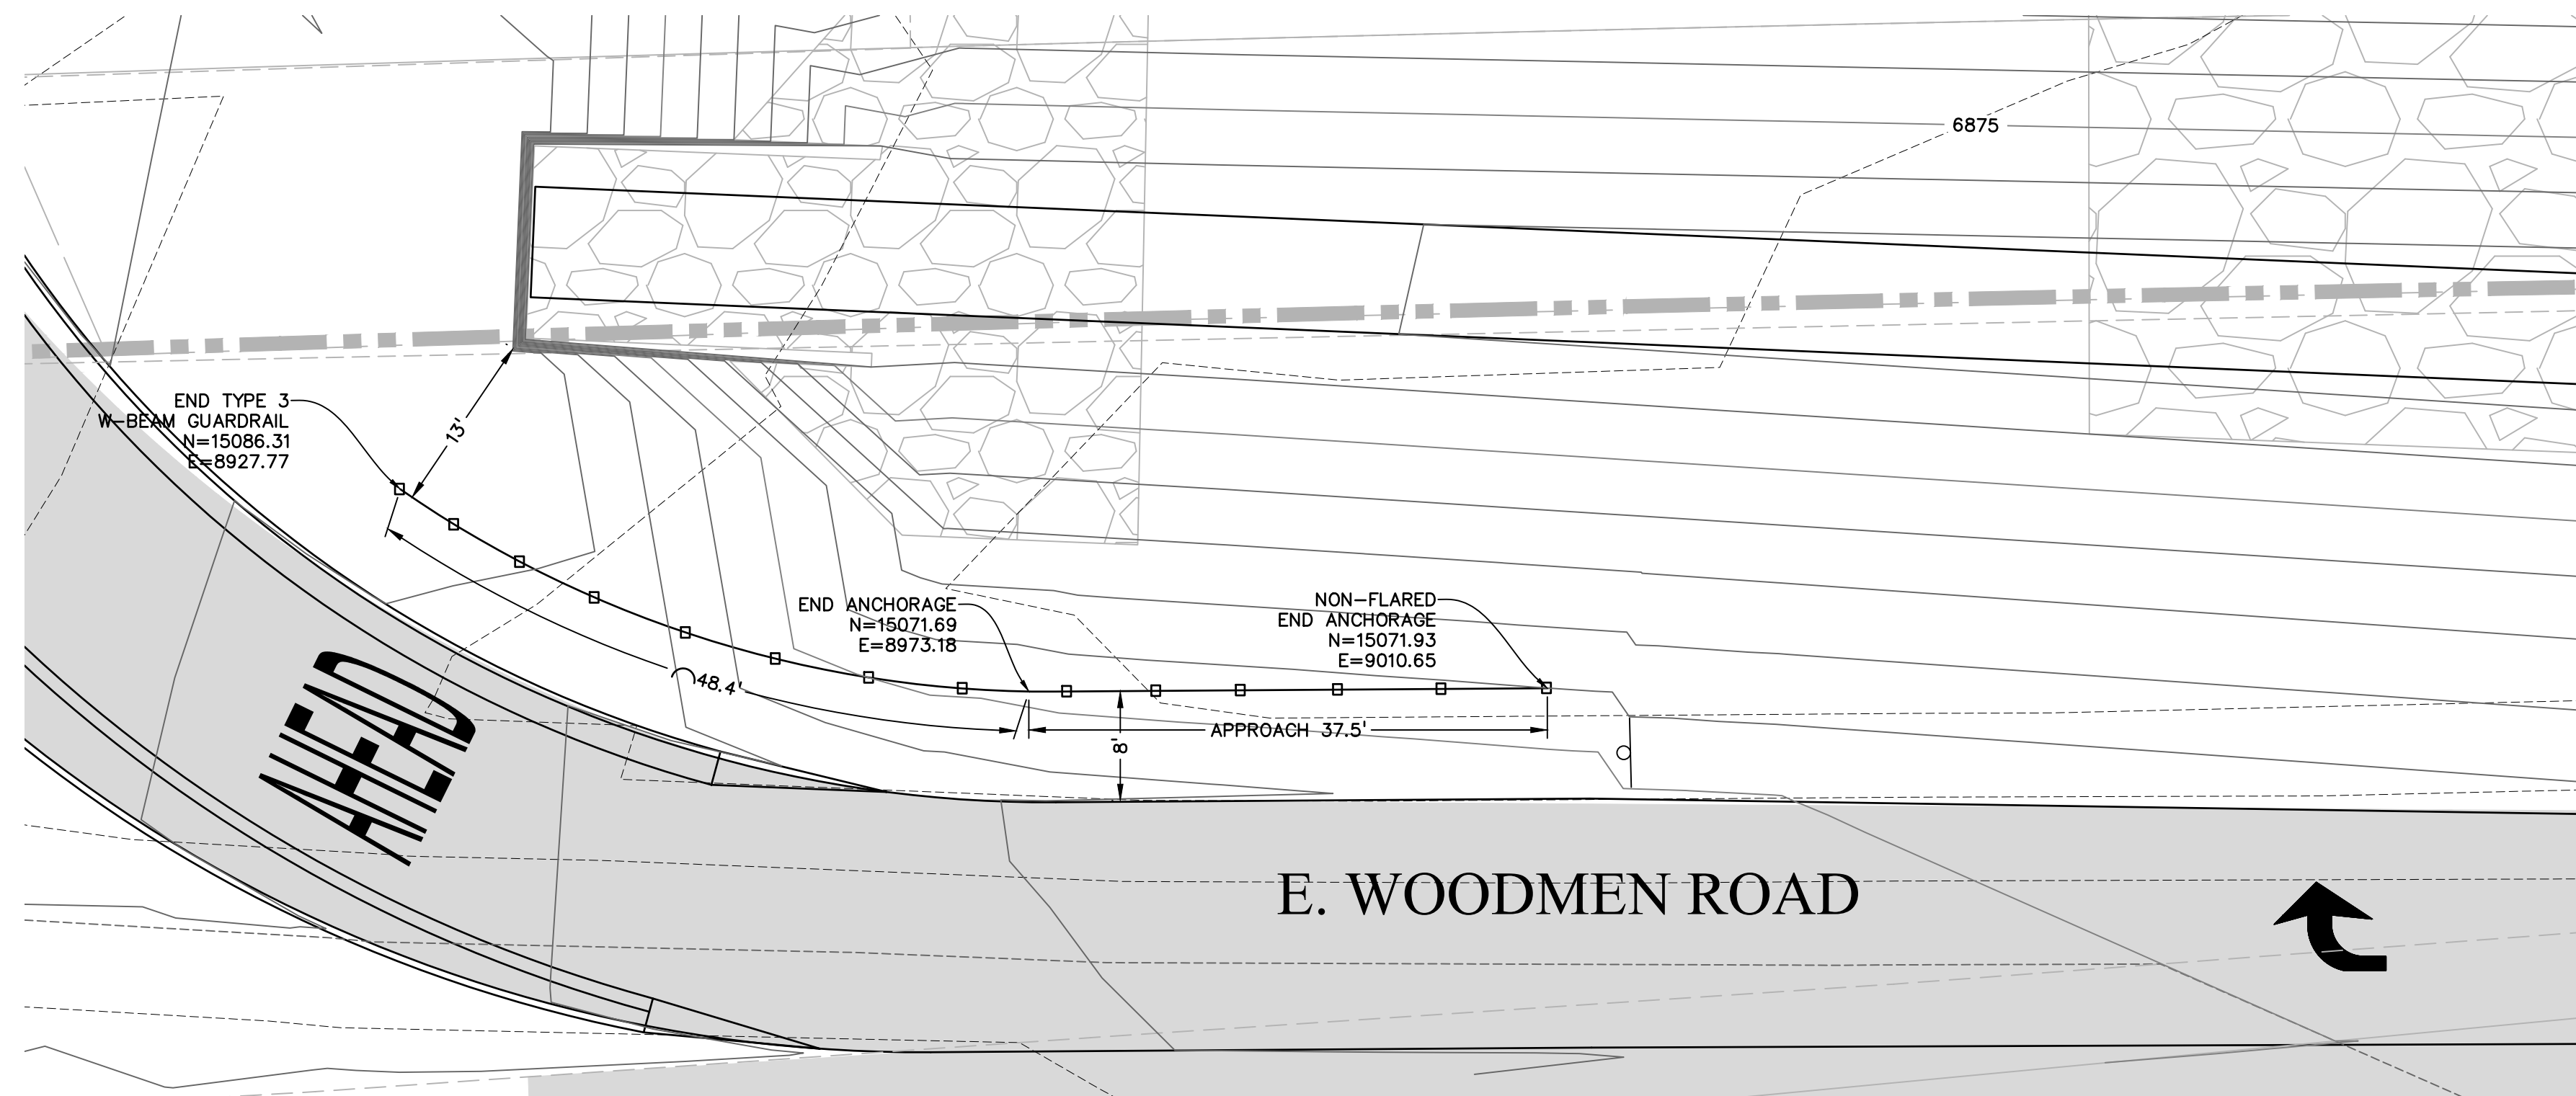 6875
END TYPE 3
W-BEAM GUARDRAIL
N=15086.31
E=8927.77
13'
END ANCHORAGE
N=15071.69
E=8973.18
NON-FLARED
END ANCHORAGE
N=15071.93
E=9010.65
48.4'
APPROACH 37.5'
8'
AHEAD
E. WOODMEN ROAD